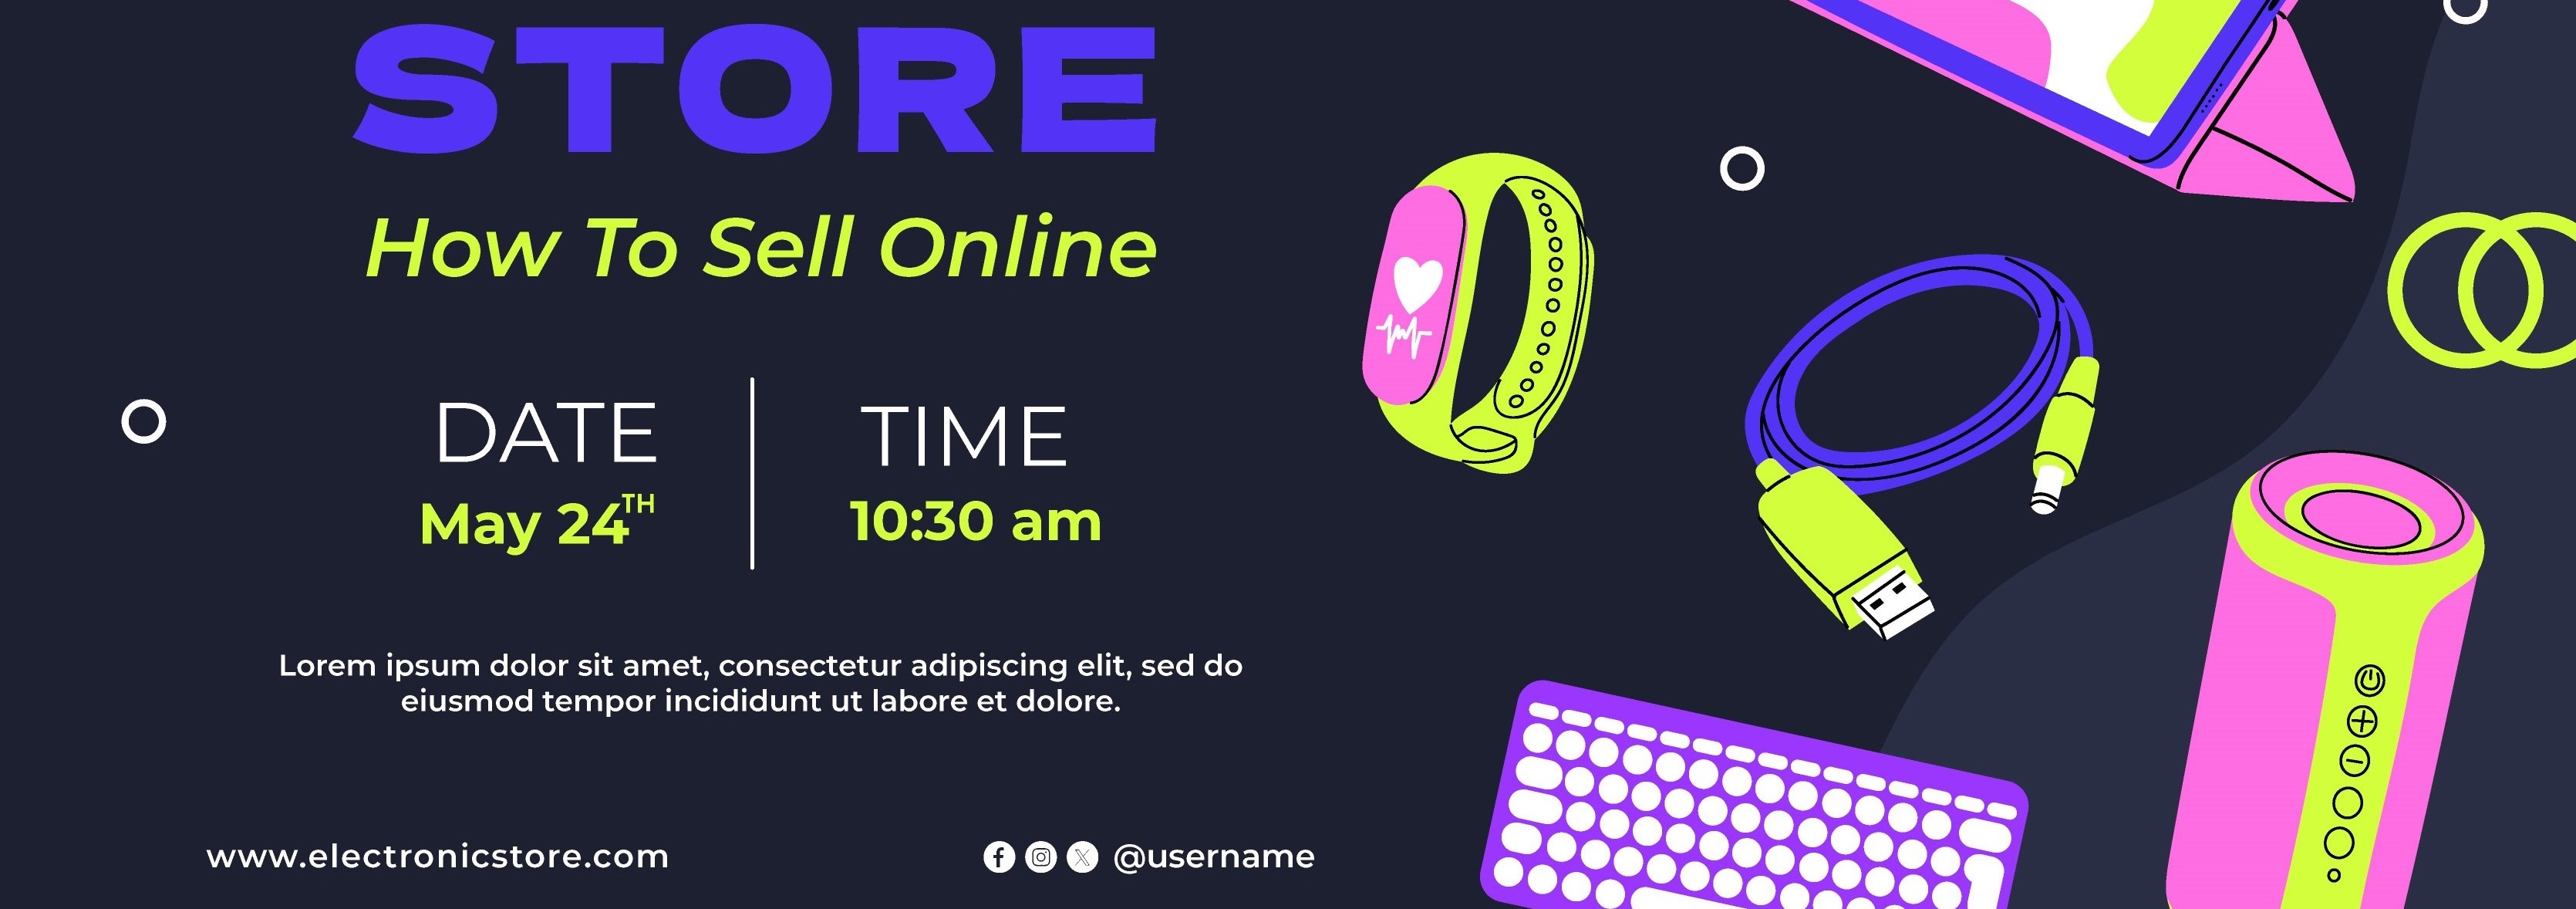 STORE
How To Sell Online
DATE
May 24TH
TIME
10:30 am
Lorem ipsum dolor sit amet, consectetur adipiscing elit, sed do
eiusmod tempor incididunt ut labore et dolore.
www.electronicstore.com
@username